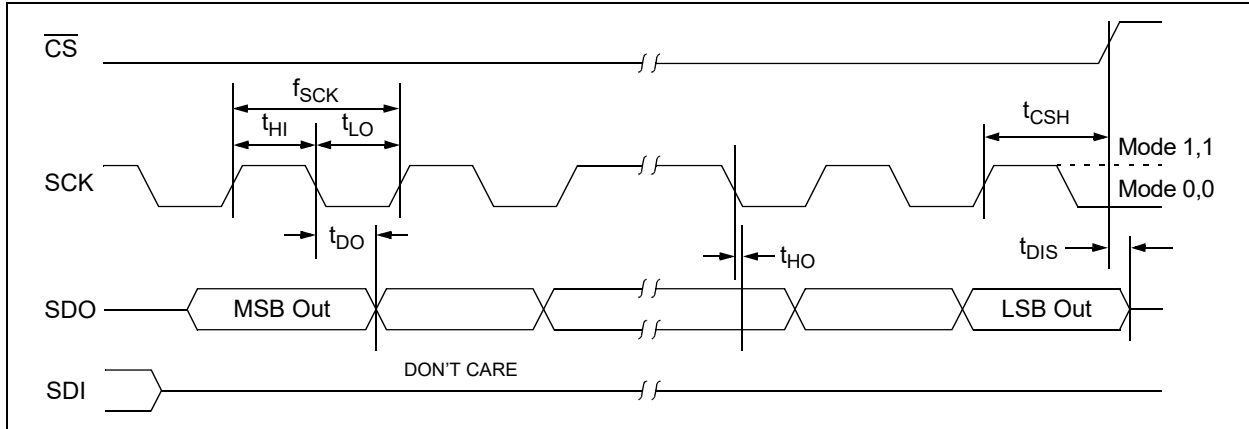 CS
fSCK
tHI
tLO
tCSH
Mode 1,1
SCK
Mode 0,0
tDO
tHO
tDIS
SDO
MSB Out
LSB Out
DON'T CARE
SDI